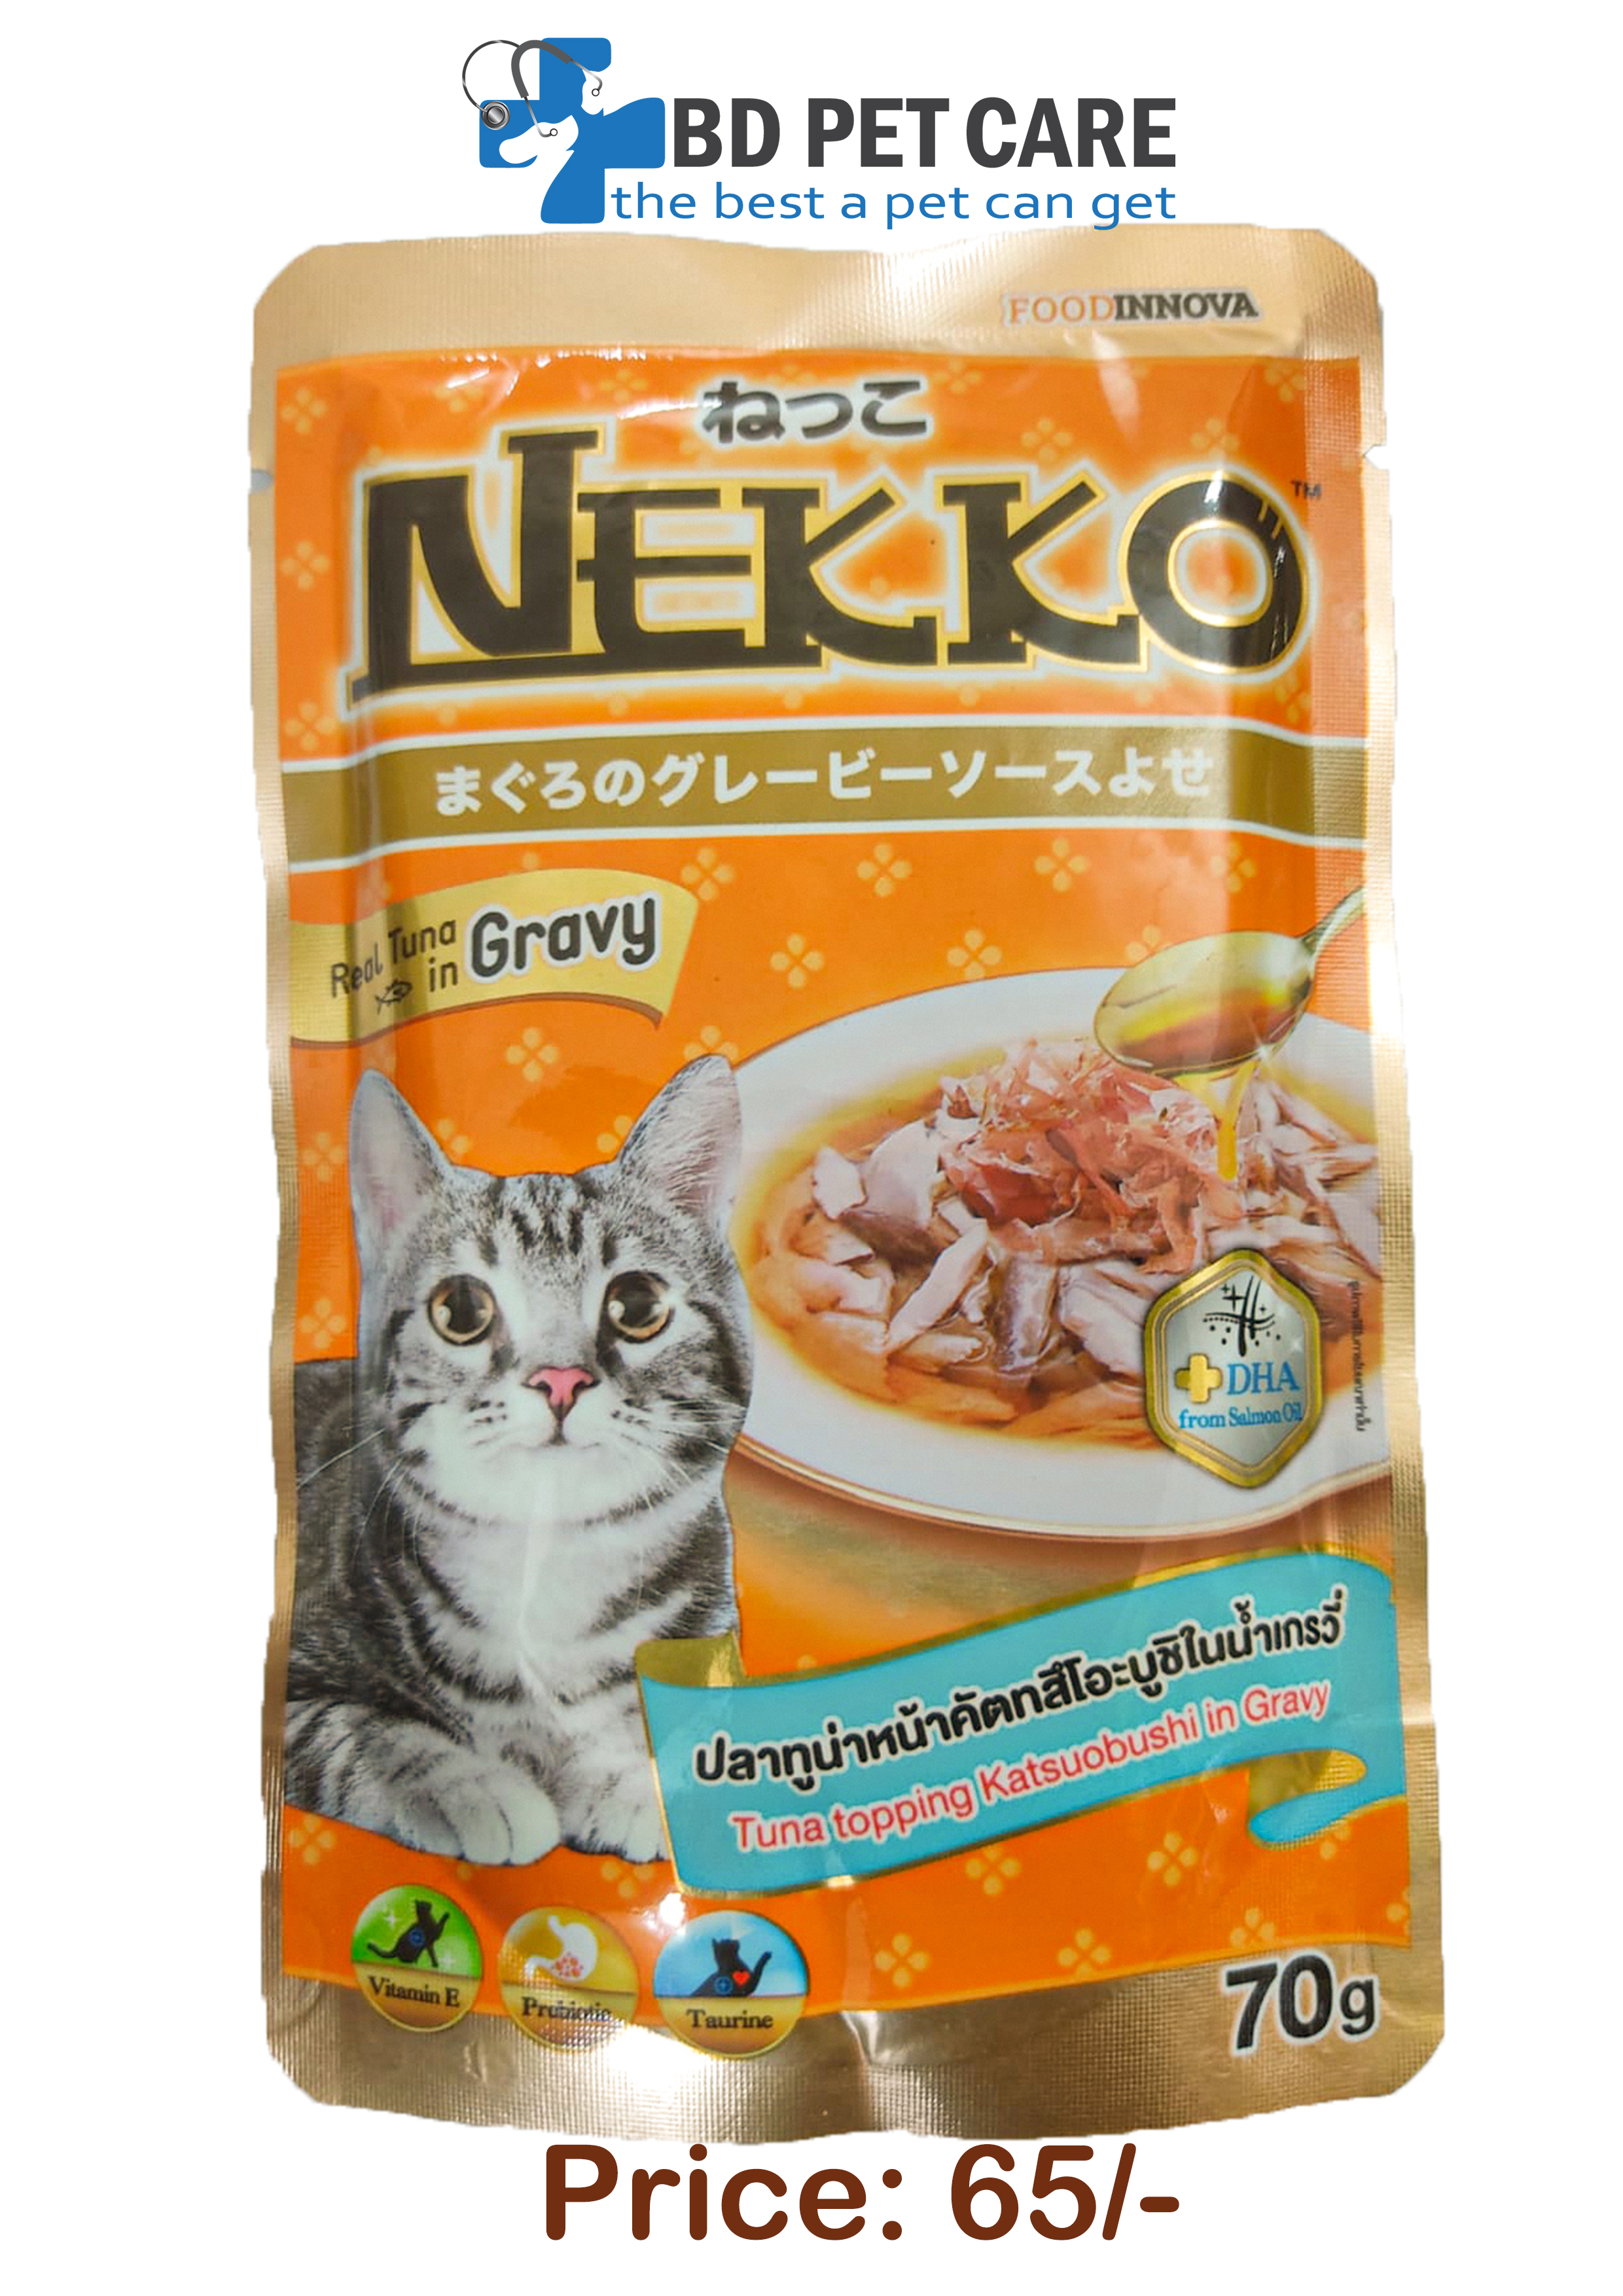 BD PET CARE
the best a pet can get
FOODINNOVA
ねっこ
NEKKO™
まぐろのグレービーソースよせ
Real Tuna
in Gravy
+DHA
from Salmon Oil
ปลาทูน่าหน้าคัตทสึโอะบูชิในน้ำเกรวี่
Tuna topping Katsuobushi in Gravy
Vitamin E
Prebiotic
Taurine
70g
Price: 65/-